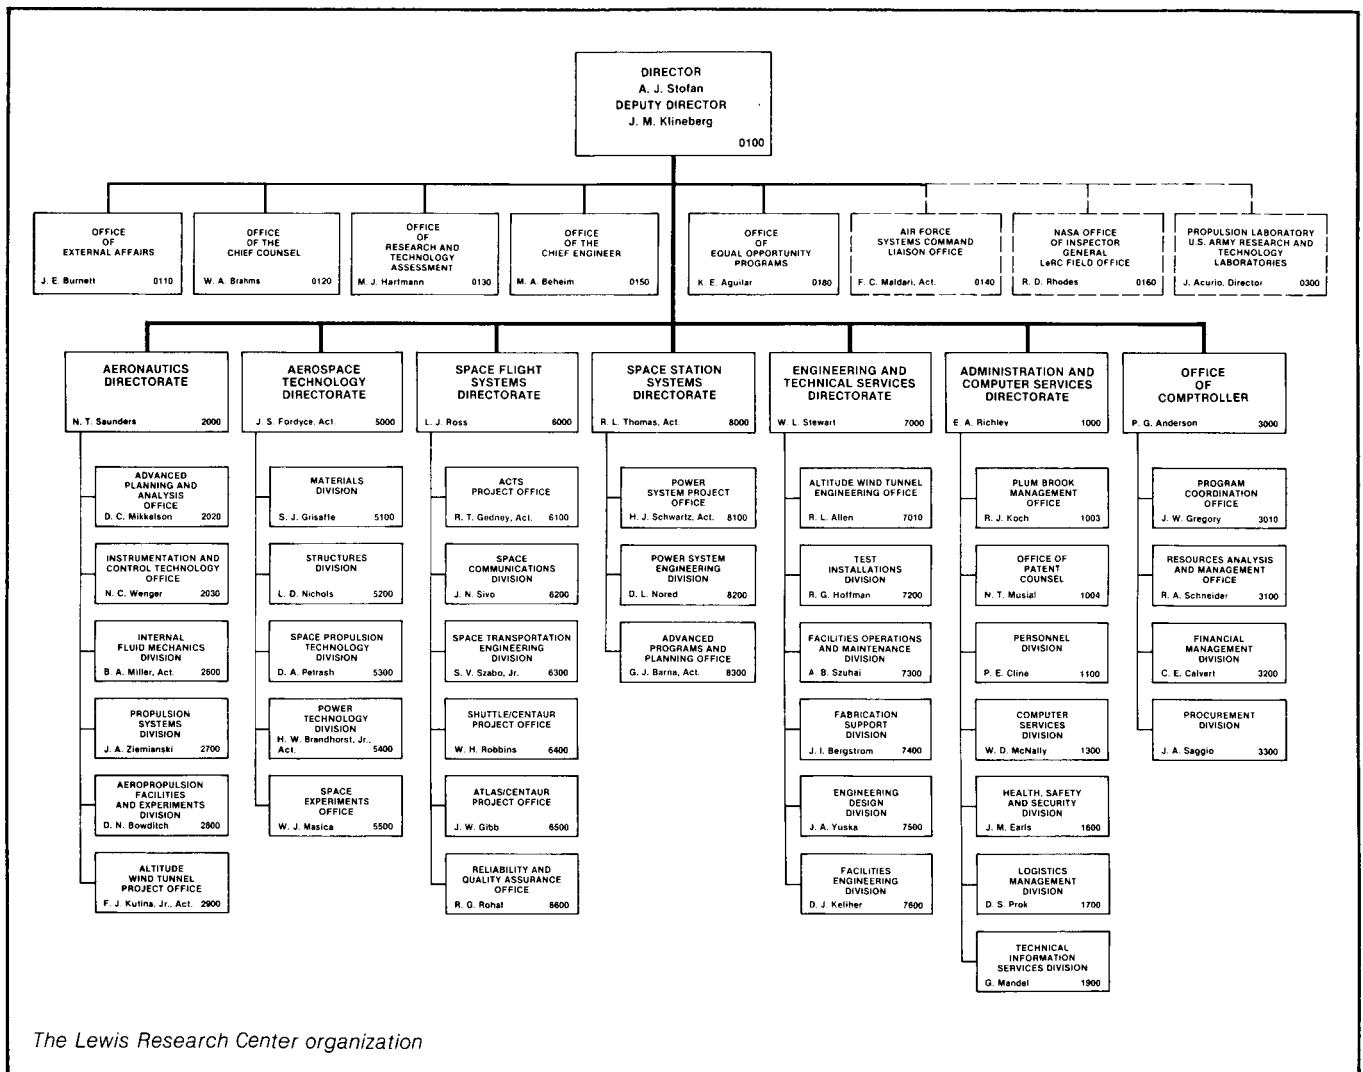 DIRECTOR
A. J. Stofan
DEPUTY DIRECTOR
J. M. Klineberg
0100
OFFICE
OF
EXTERNAL AFFAIRS
J. E. Burnett 0110
OFFICE
OF THE
CHIEF COUNSEL
W. A. Brahms 0120
OFFICE
OF
RESEARCH AND
TECHNOLOGY
ASSESSMENT
M. J. Hartmann 0130
OFFICE
OF THE
CHIEF ENGINEER
M. A. Beheim 0150
OFFICE
OF
EQUAL OPPORTUNITY
PROGRAMS
K. E. Aguilar 0180
AIR FORCE
SYSTEMS COMMAND
LIAISON OFFICE
F. C. Maldari, Act. 0140
NASA OFFICE
OF INSPECTOR
GENERAL
LeRC FIELD OFFICE
R. D. Rhodes 0160
PROPULSION LABORATORY
U.S. ARMY RESEARCH AND
TECHNOLOGY
LABORATORIES
J. Acurio, Director 0300
AERONAUTICS
DIRECTORATE
N. T. Saunders 2000
AEROSPACE
TECHNOLOGY
DIRECTORATE
J. S. Fordyce, Act. 5000
SPACE FLIGHT
SYSTEMS
DIRECTORATE
L. J. Ross 6000
SPACE STATION
SYSTEMS
DIRECTORATE
R. L. Thomas, Act. 8000
ENGINEERING AND
TECHNICAL SERVICES
DIRECTORATE
W. L. Stewart 7000
ADMINISTRATION AND
COMPUTER SERVICES
DIRECTORATE
E. A. Richley 1000
OFFICE
OF
COMPTROLLER
P. G. Anderson 3000
ADVANCED
PLANNING AND
ANALYSIS
OFFICE
D. C. Mikkelson 2020
INSTRUMENTATION AND
CONTROL TECHNOLOGY
OFFICE
N. C. Wenger 2030
INTERNAL
FLUID MECHANICS
DIVISION
B. A. Miller, Act. 2600
PROPULSION
SYSTEMS
DIVISION
J. A. Ziemianski 2700
AEROPROPULSION
FACILITIES
AND EXPERIMENTS
DIVISION
D. N. Bowditch 2800
ALTITUDE
WIND TUNNEL
PROJECT OFFICE
F. J. Kutina, Jr., Act. 2900
MATERIALS
DIVISION
S. J. Grisaffe 5100
STRUCTURES
DIVISION
L. D. Nichols 5200
SPACE PROPULSION
TECHNOLOGY
DIVISION
D. A. Petrash 5300
POWER
TECHNOLOGY
DIVISION
H. W. Brandhorst, Jr.,
Act. 5400
SPACE
EXPERIMENTS
OFFICE
W. J. Masica 5500
ACTS
PROJECT OFFICE
R. T. Gedney, Act. 6100
SPACE
COMMUNICATIONS
DIVISION
J. N. Sivo 6200
SPACE TRANSPORTATION
ENGINEERING
DIVISION
S. V. Szabo, Jr. 6300
SHUTTLE/CENTAUR
PROJECT OFFICE
W. H. Robbins 6400
ATLAS/CENTAUR
PROJECT OFFICE
J. W. Gibb 6500
RELIABILITY AND
QUALITY ASSURANCE
OFFICE
R. G. Rohal 6600
POWER
SYSTEM PROJECT
OFFICE
H. J. Schwartz, Act. 8100
POWER SYSTEM
ENGINEERING
DIVISION
D. L. Nored 8200
ADVANCED
PROGRAMS AND
PLANNING OFFICE
G. J. Barna, Act. 8300
ALTITUDE WIND TUNNEL
ENGINEERING OFFICE
R. L. Allen 7010
TEST
INSTALLATIONS
DIVISION
R. G. Hoffman 7200
FACILITIES OPERATIONS
AND MAINTENANCE
DIVISION
A. B. Szuhai 7300
FABRICATION
SUPPORT
DIVISION
J. I. Bergstrom 7400
ENGINEERING
DESIGN
DIVISION
J. A. Yuska 7500
FACILITIES
ENGINEERING
DIVISION
D. J. Keliher 7600
PLUM BROOK
MANAGEMENT
OFFICE
R. J. Koch 1003
OFFICE OF
PATENT
COUNSEL
N. T. Musial 1004
PERSONNEL
DIVISION
P. E. Cline 1100
COMPUTER
SERVICES
DIVISION
W. D. McNally 1300
HEALTH, SAFETY
AND SECURITY
DIVISION
J. M. Earls 1600
LOGISTICS
MANAGEMENT
DIVISION
D. S. Prok 1700
TECHNICAL
INFORMATION
SERVICES DIVISION
G. Mandel 1900
PROGRAM
COORDINATION
OFFICE
J. W. Gregory 3010
RESOURCES ANALYSIS
AND MANAGEMENT
OFFICE
R. A. Schneider 3100
FINANCIAL
MANAGEMENT
DIVISION
C. E. Calvert 3200
PROCUREMENT
DIVISION
J. A. Saggio 3300
The Lewis Research Center organization